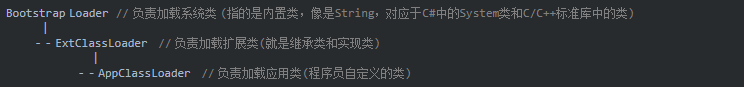 Bootstrap Loader // 负责加载系统类 (指的是内置类，像是String，对应于C#中的System类和C/C++标准库中的类)
|
- - ExtClassLoader // 负责加载扩展类(就是继承类和实现类)
|
- - AppClassLoader // 负责加载应用类(程序员自定义的类)